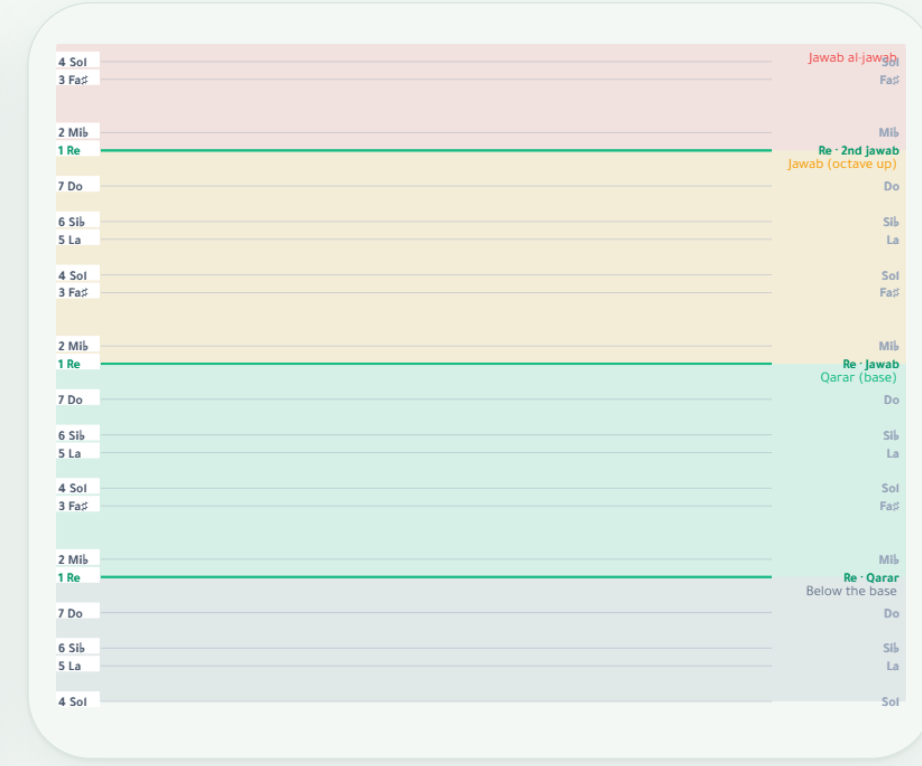 Jawab al-jawab
4 Sol Sol
3 Fa♯ Fa♯
2 Mi♭ Mi♭
1 Re Re · 2nd jawab
Jawab (octave up)
7 Do Do
6 Si♭ Si♭
5 La La
4 Sol Sol
3 Fa♯ Fa♯
2 Mi♭ Mi♭
1 Re Re · Jawab
Qarar (base)
7 Do Do
6 Si♭ Si♭
5 La La
4 Sol Sol
3 Fa♯ Fa♯
2 Mi♭ Mi♭
1 Re Re · Qarar
Below the base
7 Do Do
6 Si♭ Si♭
5 La La
4 Sol Sol